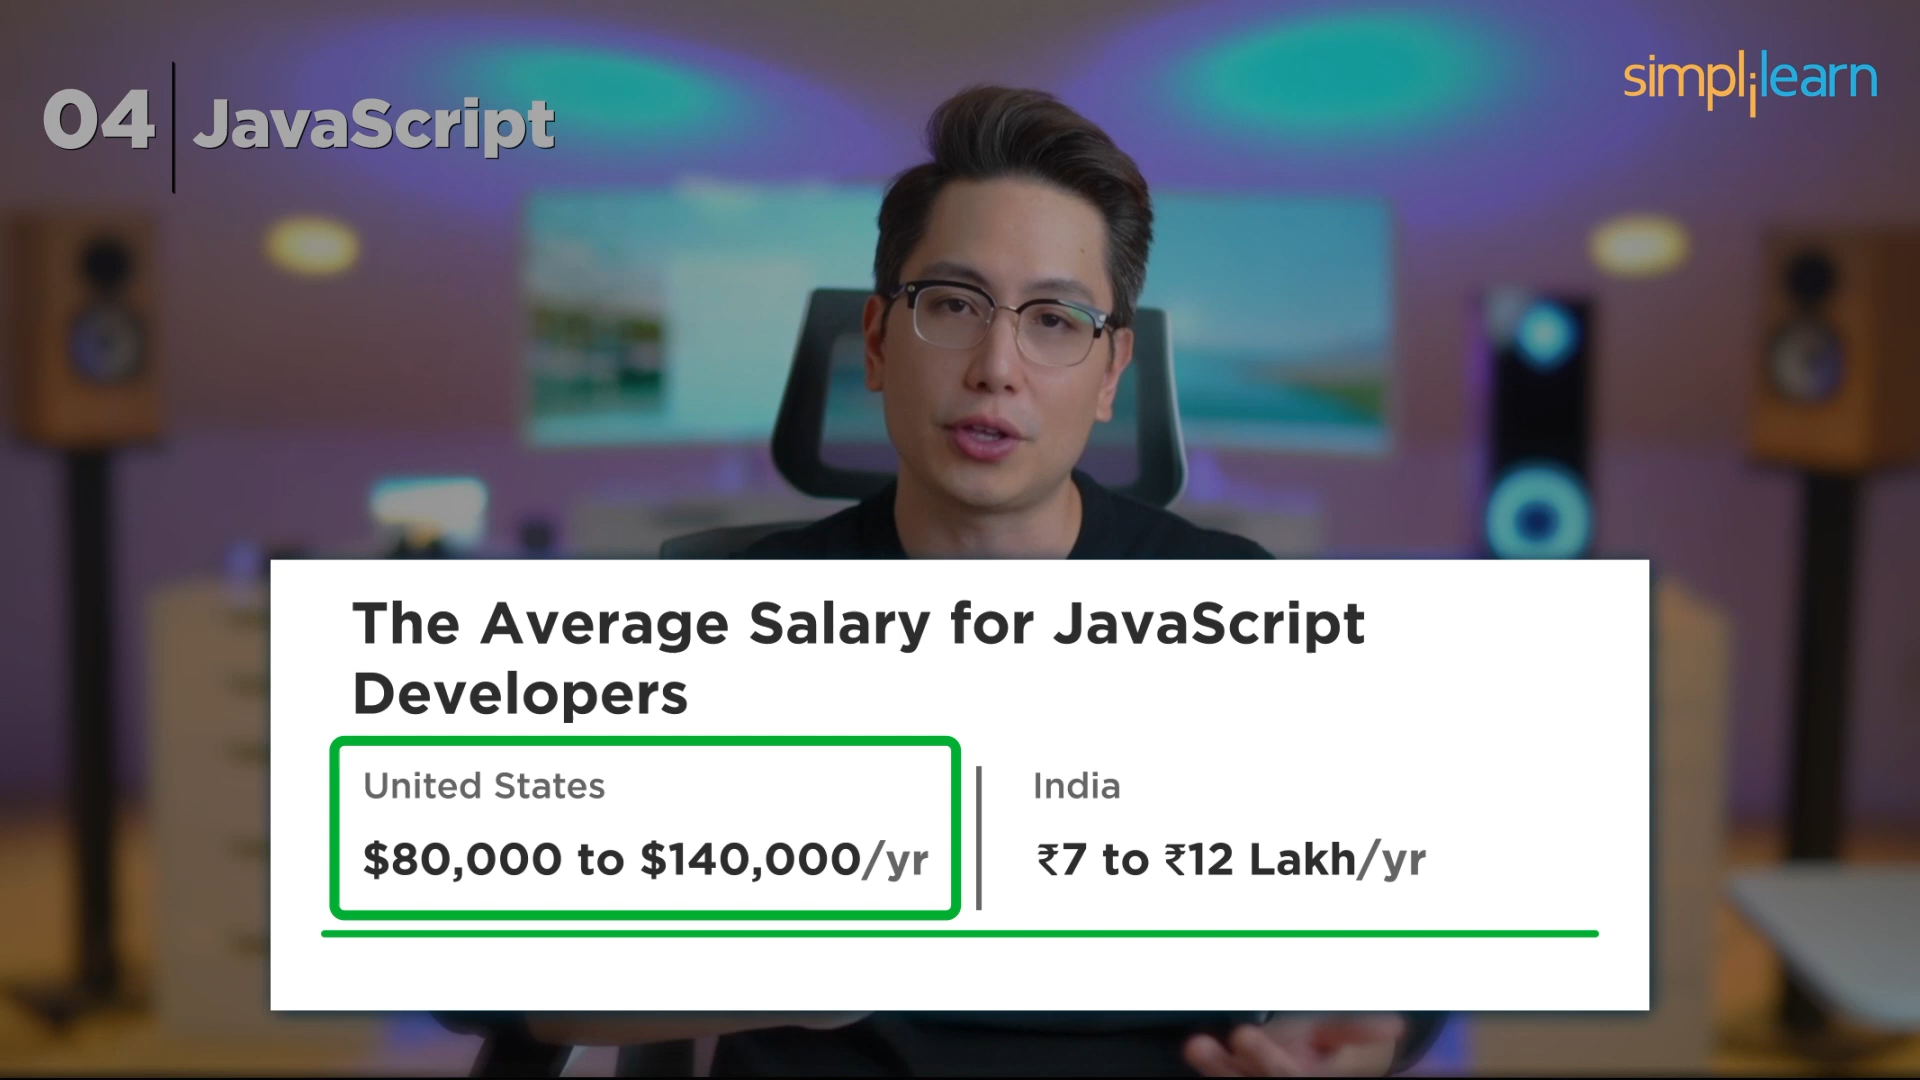 04 | JavaScript
simplilearn
The Average Salary for JavaScript
Developers
United States
$80,000 to $140,000/yr
India
₹7 to ₹12 Lakh/yr